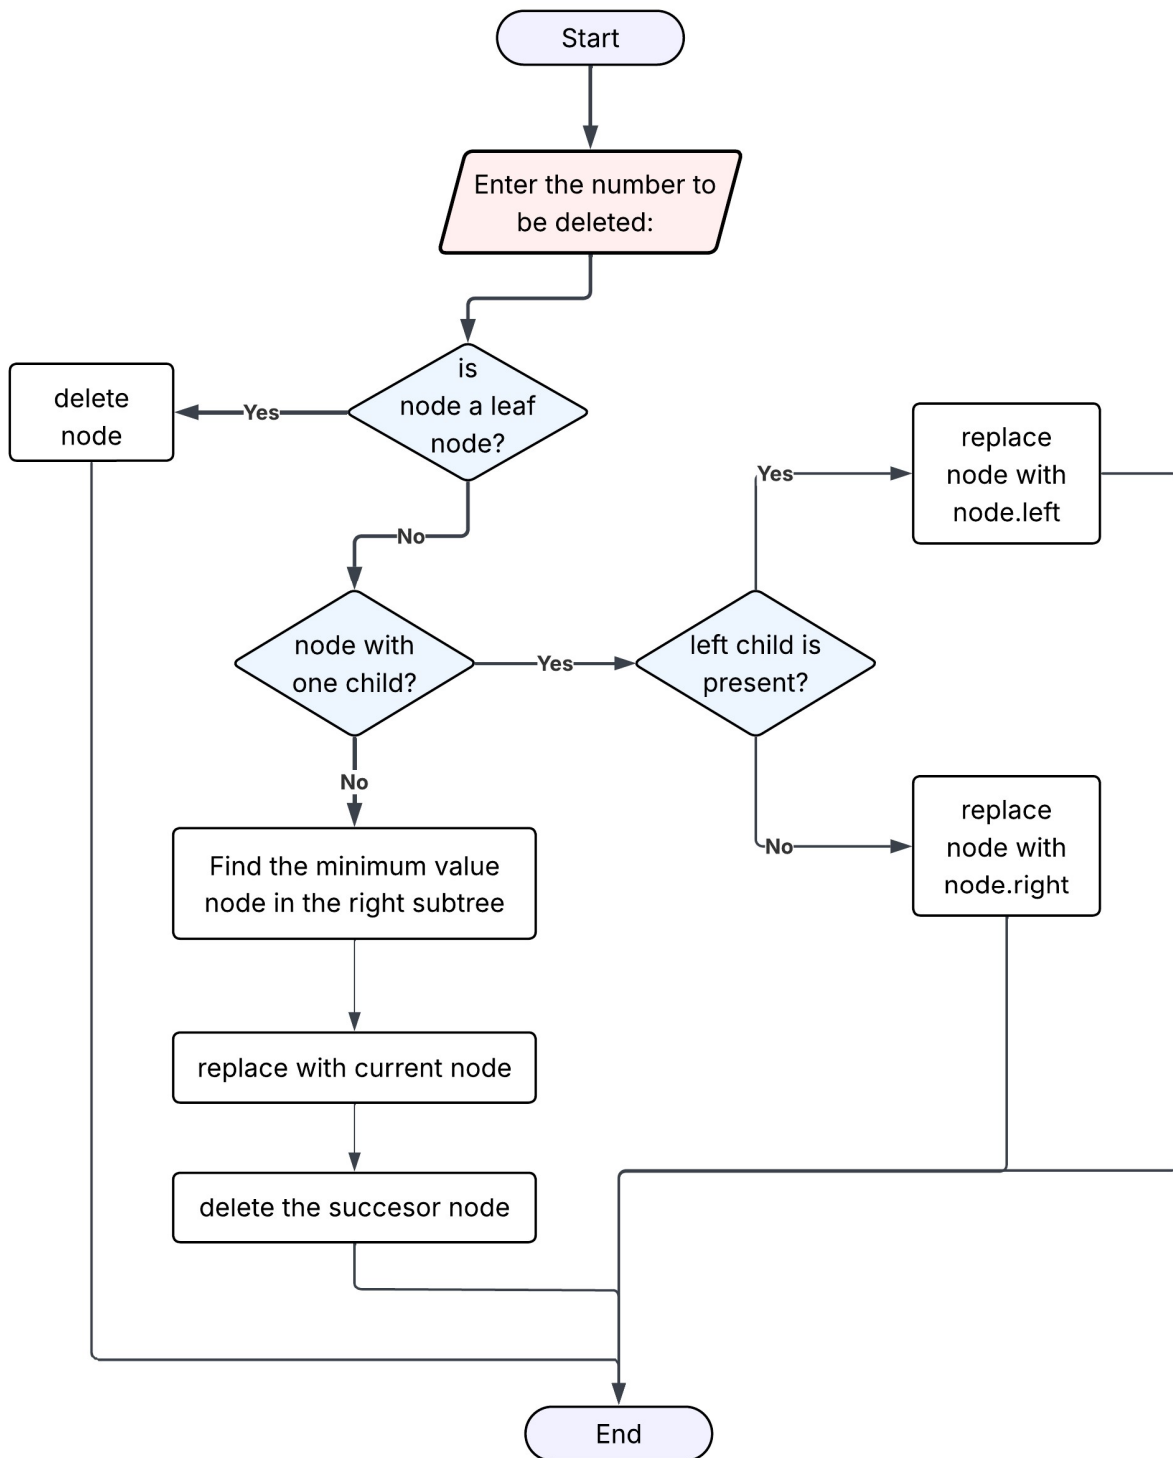 Start
Enter the number to
be deleted:
is
node a leaf
node?
Yes
delete
node
No
node with
one child?
Yes
left child is
present?
Yes
replace
node with
node.left
No
replace
node with
node.right
No
Find the minimum value
node in the right subtree
replace with current node
delete the succesor node
End